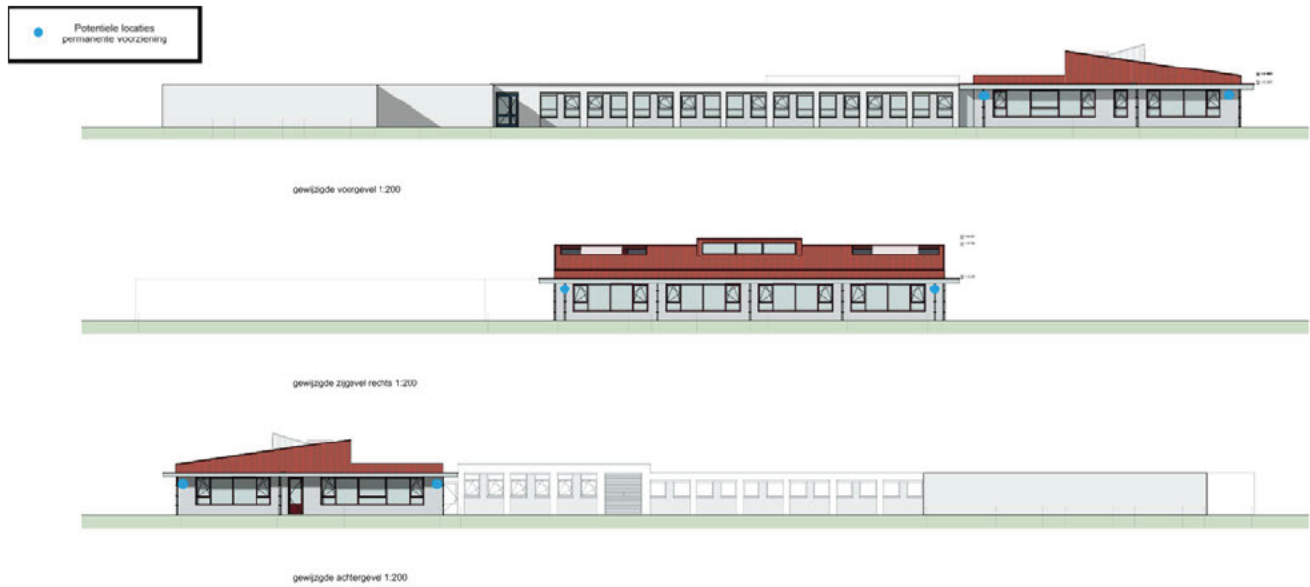 Potentiele locaties
permanente voorziening
gewijzigde voorgevel 1:200
gewijzigde zijgevel rechts 1:200
gewijzigde achtergevel 1:200